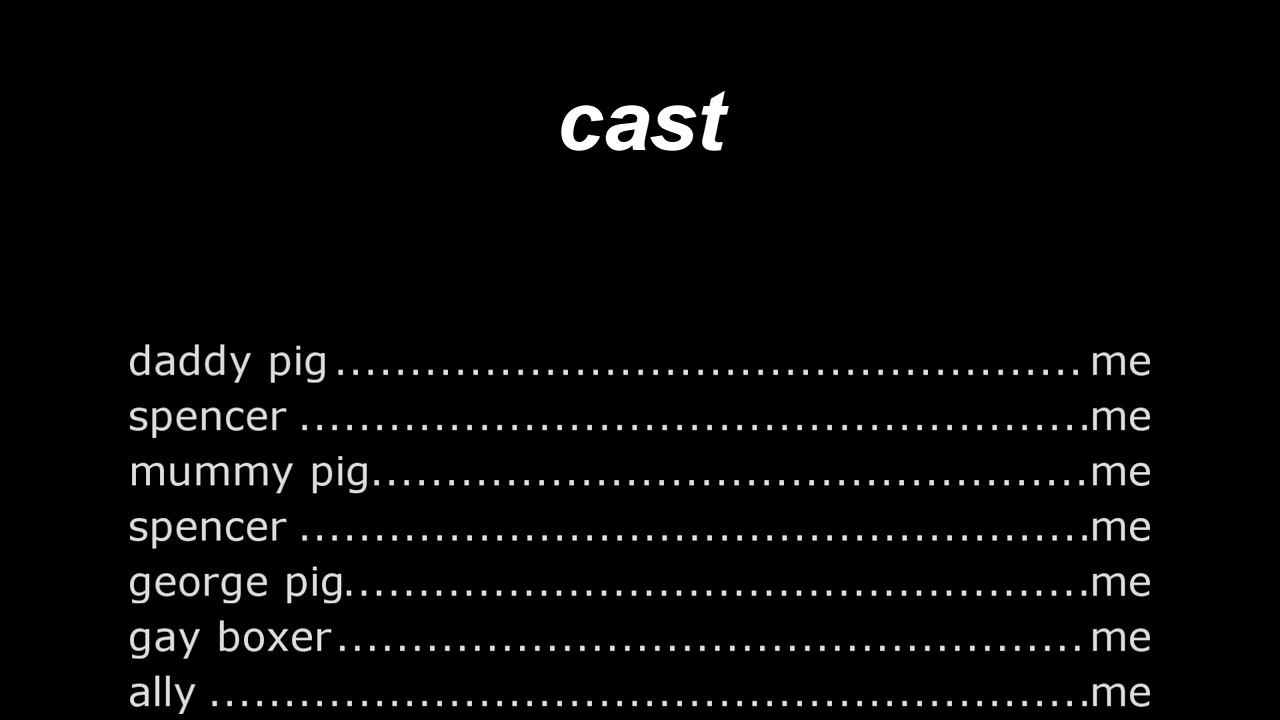 cast
daddy pig.................................................. me
spencer .....................................................me
mummy pig................................................me
spencer .....................................................me
george pig..................................................me
gay boxer.................................................. me
ally ...........................................................me